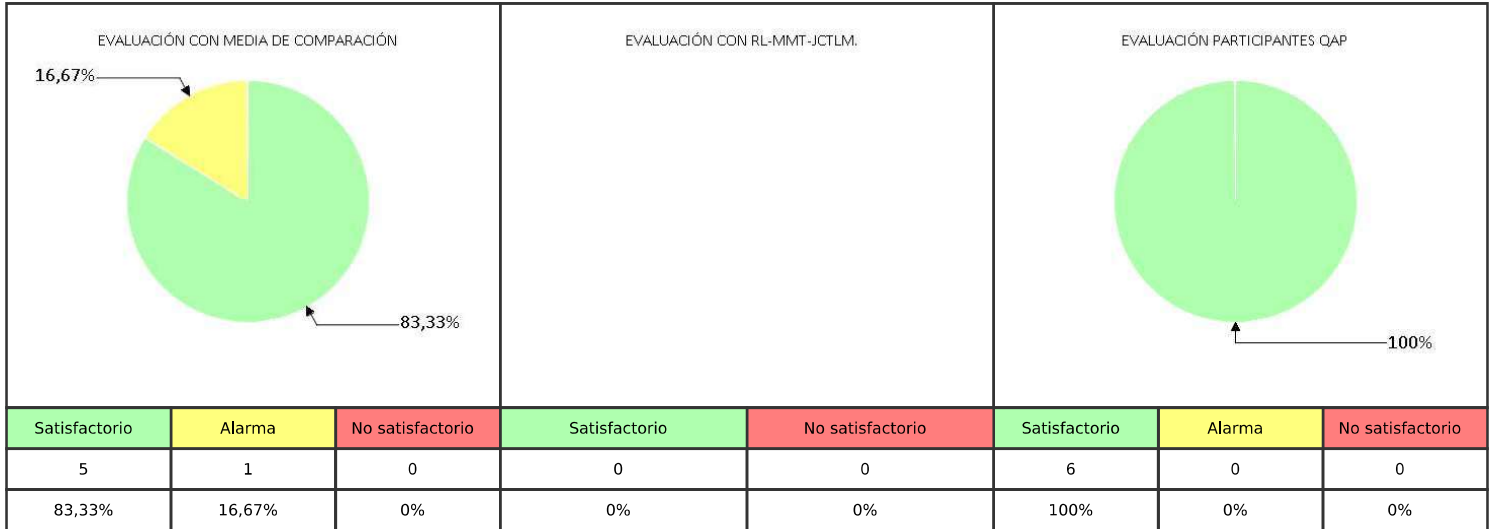 EVALUACIÓN CON MEDIA DE COMPARACIÓN
16,67%
83,33%
EVALUACIÓN CON RL-MMT-JCTLM.
EVALUACIÓN PARTICIPANTES QAP
100%
Satisfactorio Alarma No satisfactorio Satisfactorio No satisfactorio Satisfactorio Alarma No satisfactorio
5 1 0 0 0 6 0 0
83,33% 16,67% 0% 0% 0% 100% 0% 0%